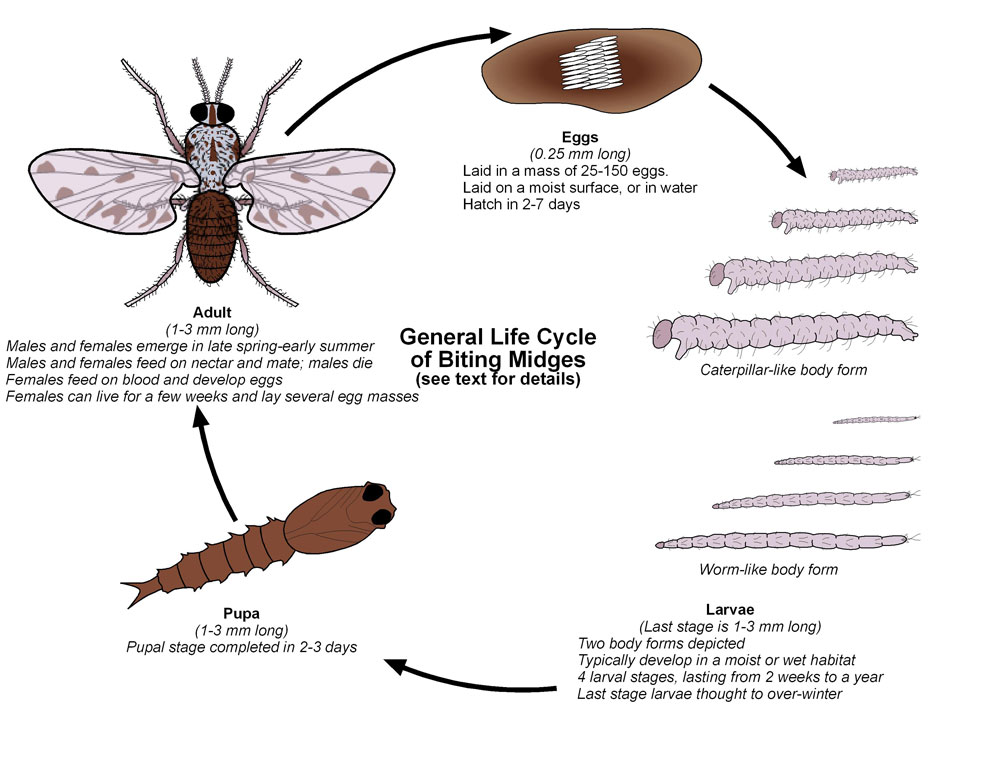 Eggs
(0.25 mm long)
Laid in a mass of 25-150 eggs.
Laid on a moist surface, or in water
Hatch in 2-7 days
Adult
(1-3 mm long)
Males and females emerge in late spring-early summer
Males and females feed on nectar and mate; males die
Females feed on blood and develop eggs
Females can live for a few weeks and lay several egg masses
General Life Cycle
of Biting Midges
(see text for details)
Caterpillar-like body form
Worm-like body form
Larvae
(Last stage is 1-3 mm long)
Two body forms depicted
Typically develop in a moist or wet habitat
4 larval stages, lasting from 2 weeks to a year
Last stage larvae thought to over-winter
Pupa
(1-3 mm long)
Pupal stage completed in 2-3 days